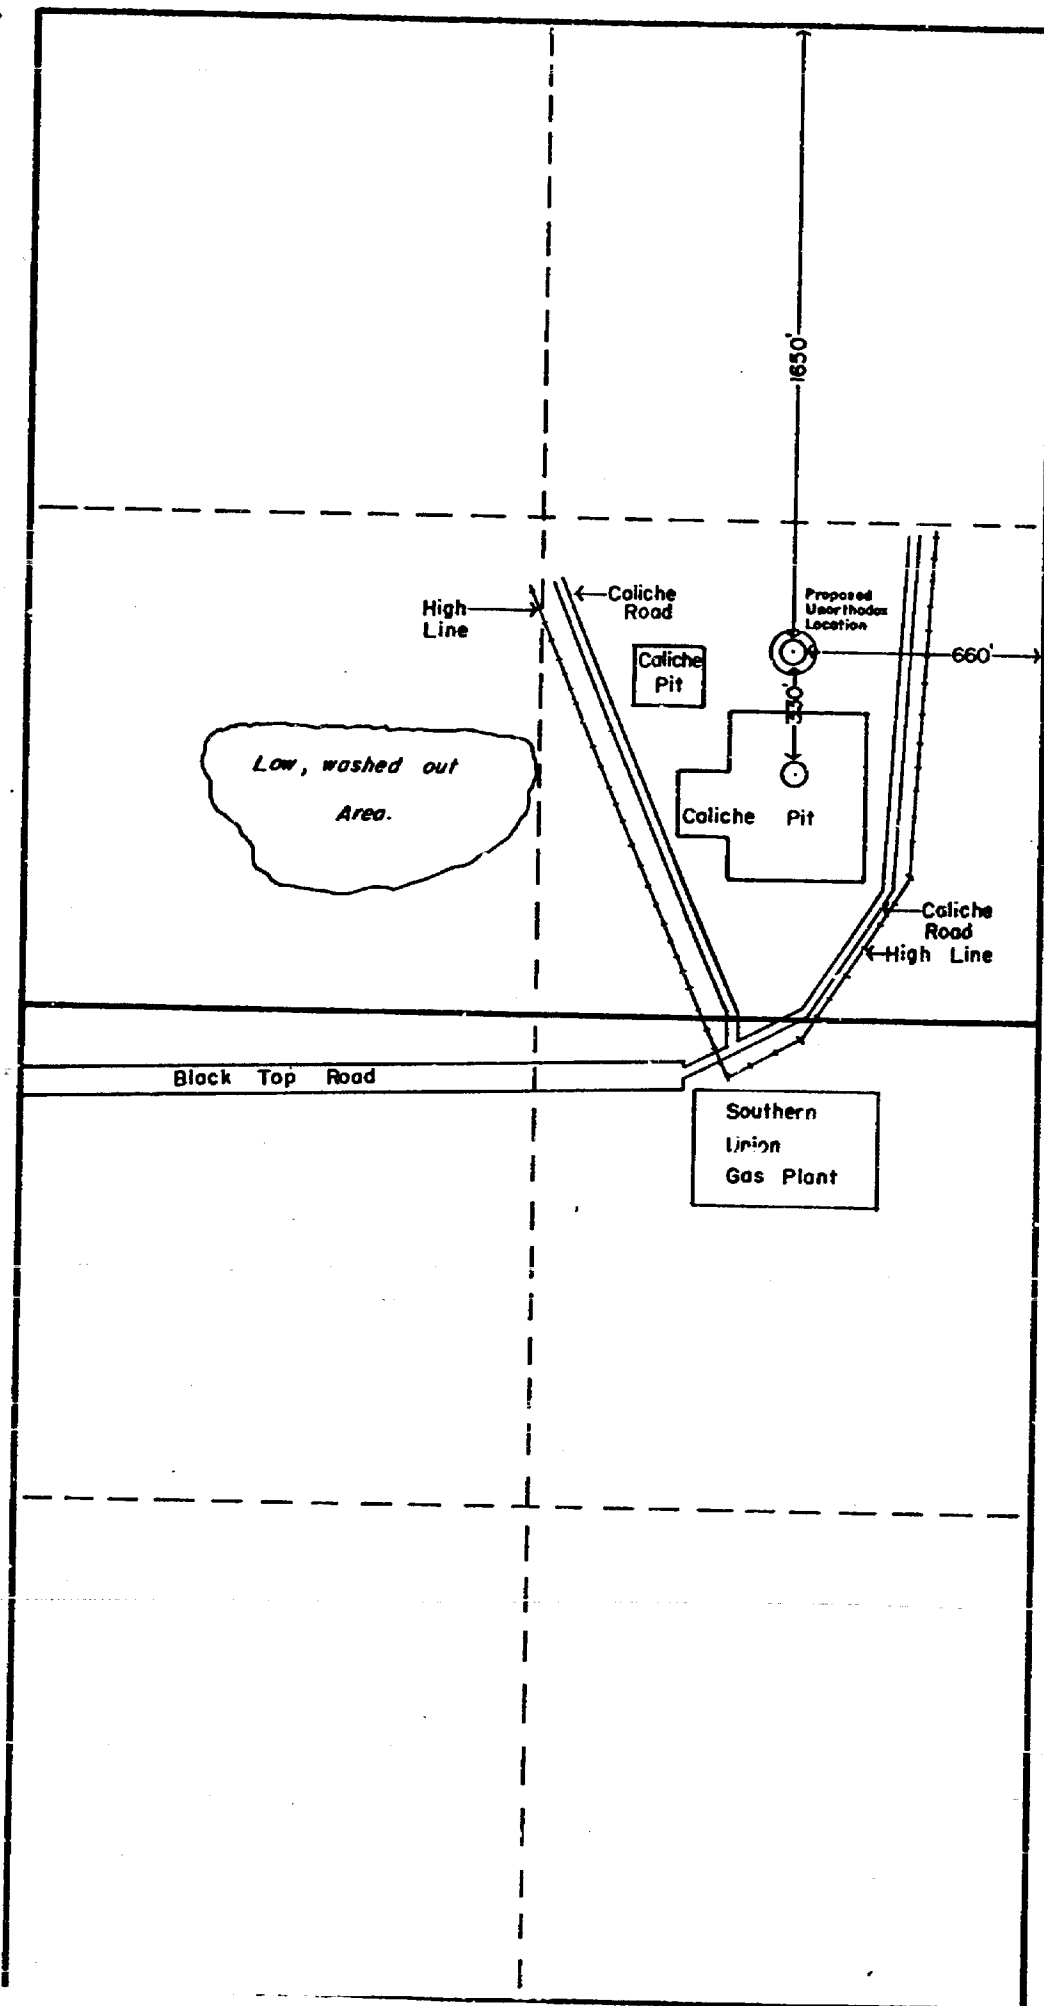 1650'
High
Line
Caliche
Road
Proposed
Unorthodox
Location
660'
Caliche
Pit
330'
Low, washed out
Area.
Caliche Pit
Caliche
Road
High Line
Black Top Road
Southern
Union
Gas Plant